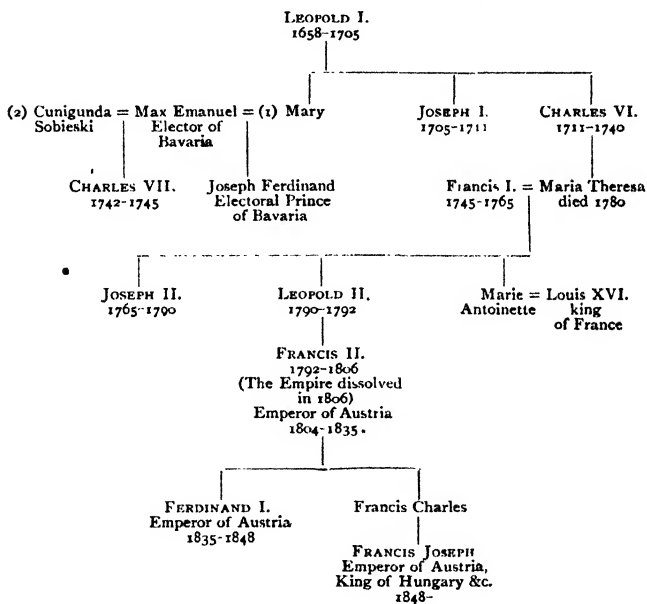 LEOPOLD I.
1658-1705
(2) Cunigunda = Max Emanuel = (1) Mary
Sobieski
Elector of
Bavaria
JOSEPH I.
1705-1711
CHARLES VI.
1711-1740
CHARLES VII.
1742-1745
Joseph Ferdinand
Electoral Prince
of Bavaria
Francis I. = Maria Theresa
1745-1765
died 1780
JOSEPH II.
1765-1790
LEOPOLD II.
1790-1792
Marie = Louis XVI.
Antoinette
king
of France
FRANCIS II.
1792-1806
(The Empire dissolved
in 1806)
Emperor of Austria
1804-1835.
FERDINAND I.
Emperor of Austria
1835-1848
Francis Charles
FRANCIS JOSEPH
Emperor of Austria,
King of Hungary &c.
1848-